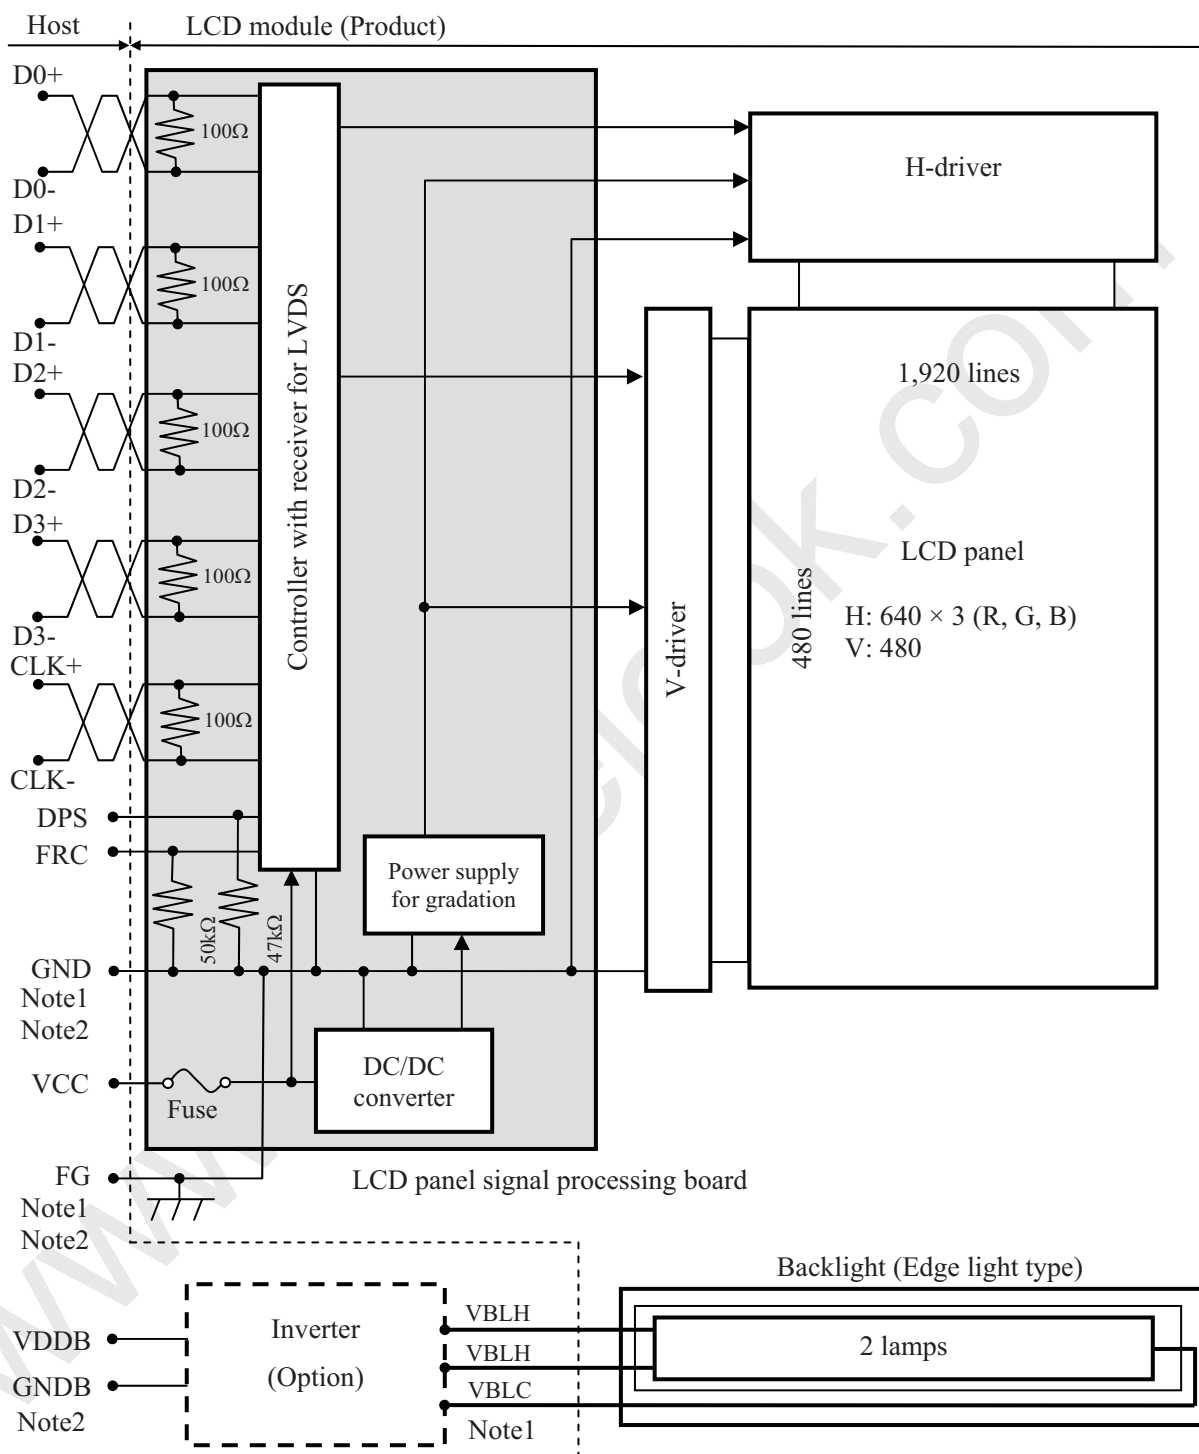 Host
LCD module (Product)
D0+
100Ω
D0-
D1+
100Ω
D1-
D2+
100Ω
D2-
D3+
100Ω
D3-
CLK+
100Ω
CLK-
DPS
FRC
50kΩ
47kΩ
GND
Note1
Note2
VCC
Fuse
FG
Note1
Note2
Controller with receiver for LVDS
Power supply
for gradation
DC/DC
converter
LCD panel signal processing board
H-driver
V-driver
1,920 lines
480 lines
LCD panel
H: 640 × 3 (R, G, B)
V: 480
Backlight (Edge light type)
VDDB
GNDB
Note2
Inverter
(Option)
VBLH
VBLH
VBLC
Note1
2 lamps